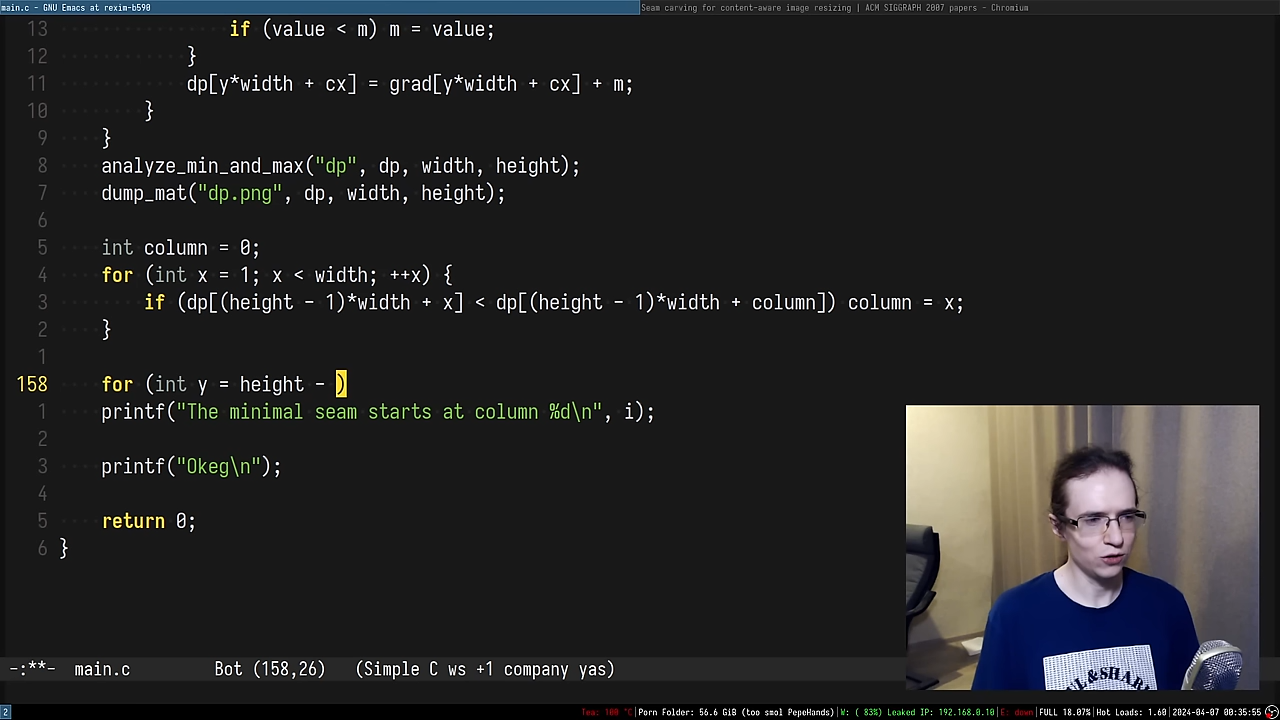 main.c - GNU Emacs at rexim-b590
Seam carving for content-aware image resizing | ACM SIGGRAPH 2007 papers - Chromium
13 if (value < m) m = value;
12 }
11 dp[y*width + cx] = grad[y*width + cx] + m;
10 }
9 }
8 analyze_min_and_max("dp", dp, width, height);
7 dump_mat("dp.png", dp, width, height);
6
5 int column = 0;
4 for (int x = 1; x < width; ++x) {
3 if (dp[(height - 1)*width + x] < dp[(height - 1)*width + column]) column = x;
2 }
1
158 for (int y = height - )
1 printf("The minimal seam starts at column %d\n", i);
2
3 printf("Okeg\n");
4
5 return 0;
6 }
-:**- main.c Bot (158,26) (Simple C ws +1 company yas)
2
Tea: 100 °C|Porn Folder: 56.6 GiB (too smol PepeHands)|W: ( 83%) Leaked IP: 192.168.0.10|E: down|FULL 18.07%|Hot Loads: 1.60|2024-04-07 00:35:55